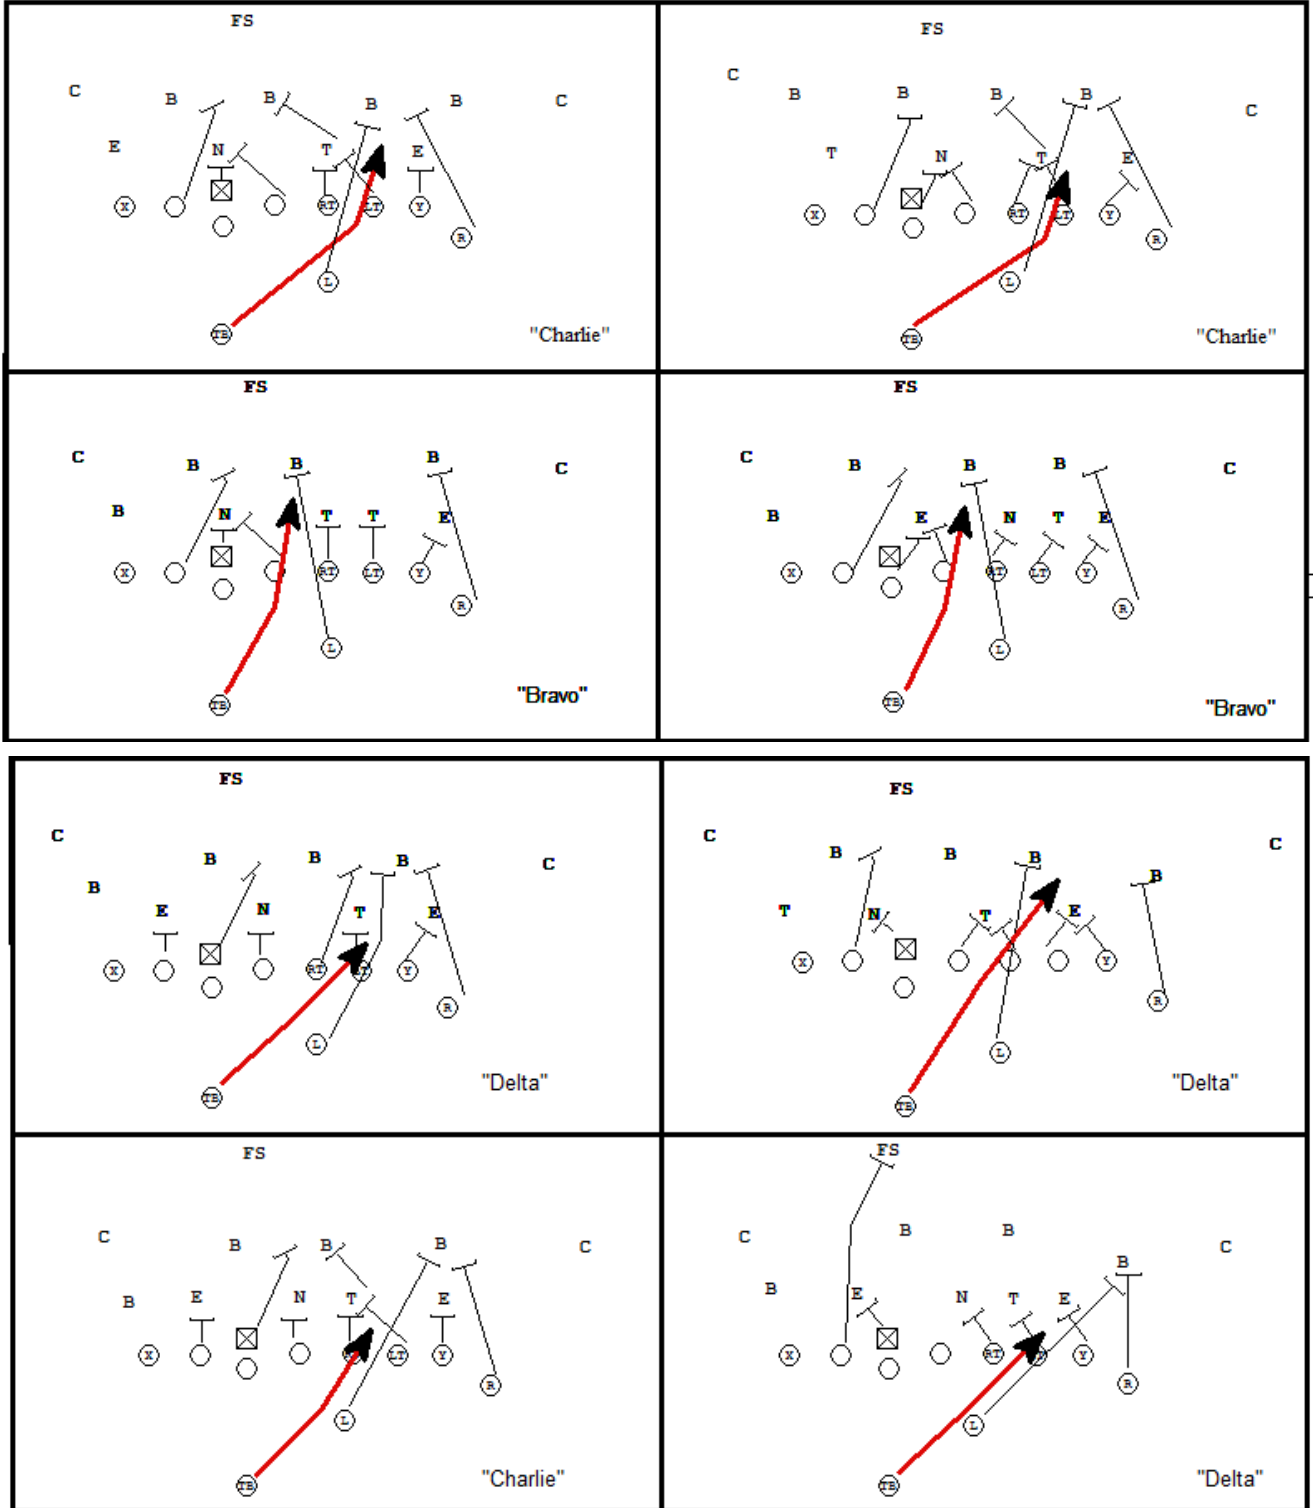 FS
C B B B B C
E N T E
X RT LT Y
R
L
TB
"Charlie"
FS
C B B B B C
T N T E
X RT LT Y
R
L
TB
"Charlie"
FS
C B B B C
B N T T E
X RT LT Y
R
L
TB
"Bravo"
FS
C B B B C
B E N T E
X RT LT Y
R
L
TB
"Bravo"
FS
C B B B C
B E N T E
X RT LT Y
R
L
TB
"Delta"
FS
C B B B B C
T N T E
X Y
R
L
TB
"Delta"
FS
C B B B C
B E N T E
X LT Y
R
L
TB
"Charlie"
FS
C B B B C
B E N T E
X RT Y
R
L
TB
"Delta"